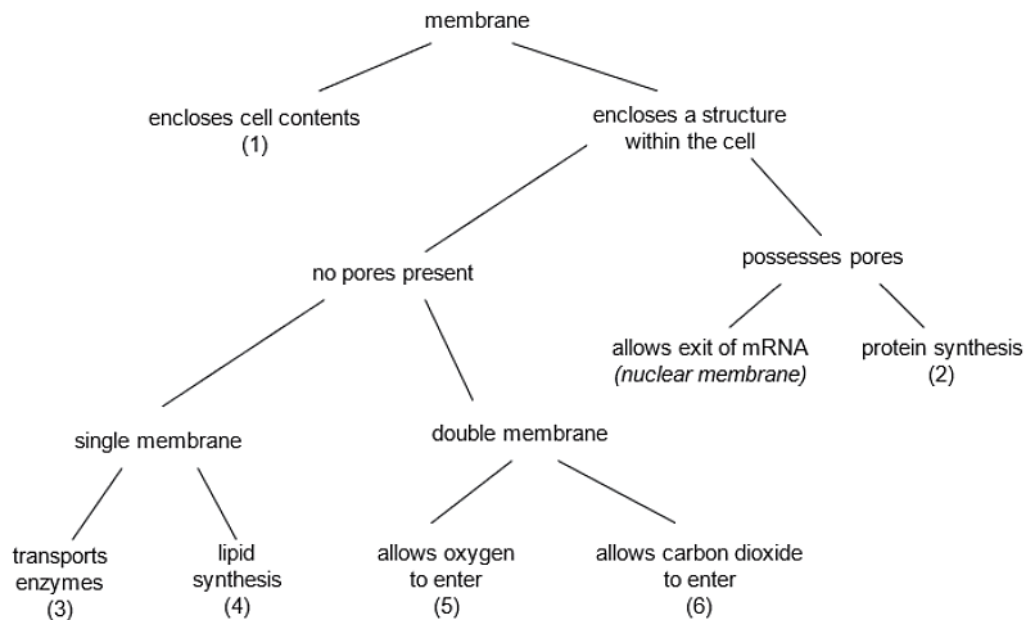 membrane
encloses cell contents
(1)
encloses a structure
within the cell
no pores present
possesses pores
allows exit of mRNA
(nuclear membrane)
protein synthesis
(2)
single membrane
double membrane
transports
enzymes
(3)
lipid
synthesis
(4)
allows oxygen
to enter
(5)
allows carbon dioxide
to enter
(6)